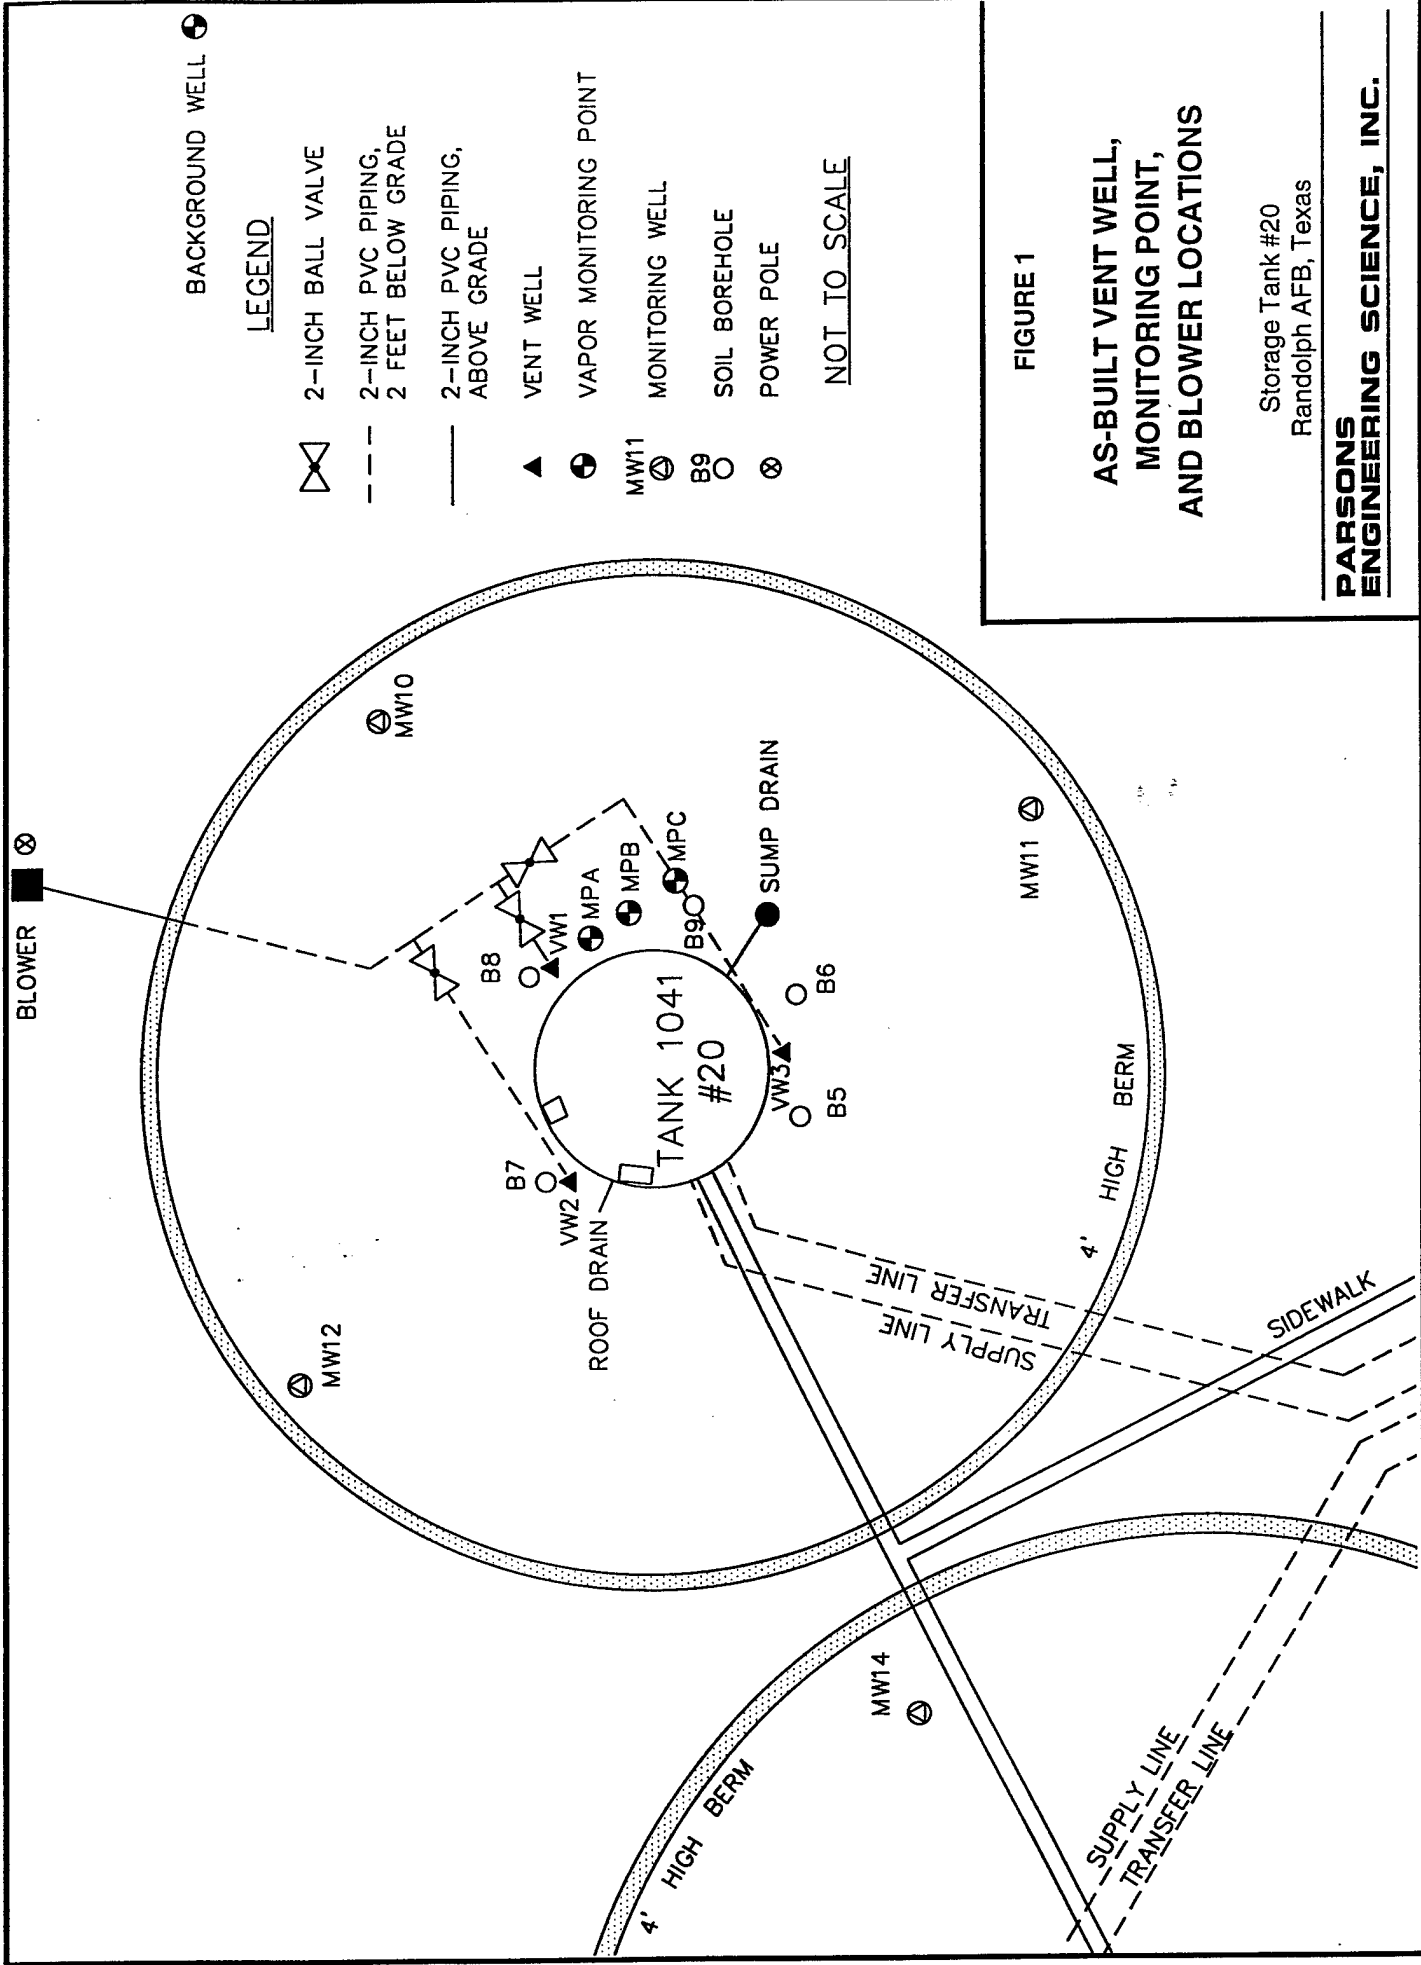 BACKGROUND WELL
LEGEND
2-INCH BALL VALVE
2-INCH PVC PIPING,
2 FEET BELOW GRADE
2-INCH PVC PIPING,
ABOVE GRADE
VENT WELL
VAPOR MONITORING POINT
MW11
MONITORING WELL
B9
SOIL BOREHOLE
POWER POLE
NOT TO SCALE
BLOWER
MW10
MW12
B8
VW1
MPA
MPB
MPC
B9
SUMP DRAIN
B7
VW2
ROOF DRAIN
TANK 1041
#20
VW3
B6
B5
MW11
4' HIGH BERM
TRANSFER LINE
SUPPLY LINE
SIDEWALK
MW14
4' HIGH BERM
SUPPLY LINE
TRANSFER LINE
FIGURE 1
AS-BUILT VENT WELL,
MONITORING POINT,
AND BLOWER LOCATIONS
Storage Tank #20
Randolph AFB, Texas
PARSONS
ENGINEERING SCIENCE, INC.